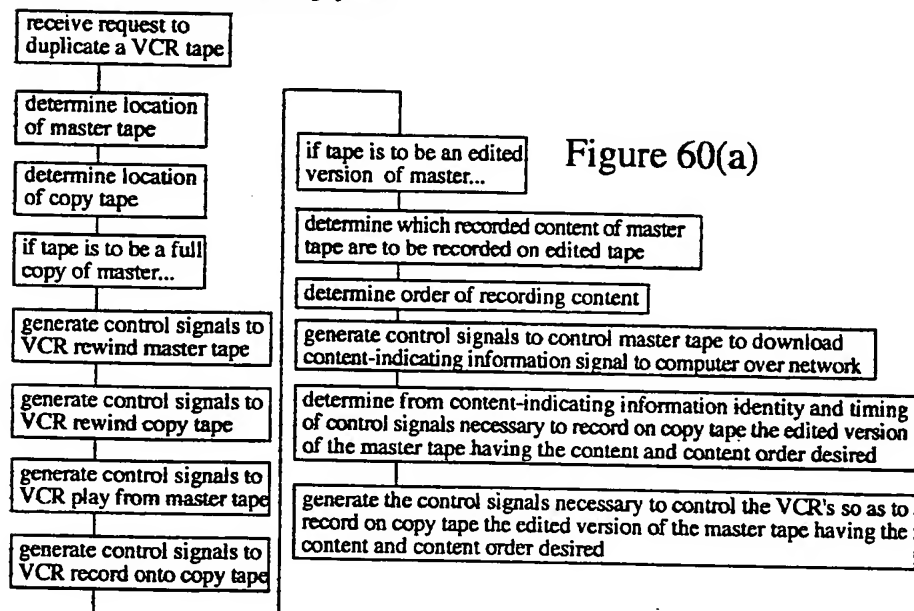 receive request to
duplicate a VCR tape
determine location
of master tape
determine location
of copy tape
if tape is to be a full
copy of master...
generate control signals to
VCR rewind master tape
generate control signals to
VCR rewind copy tape
generate control signals to
VCR play from master tape
generate control signals to
VCR record onto copy tape
Figure 60(a)
if tape is to be an edited
version of master...
determine which recorded content of master
tape are to be recorded on edited tape
determine order of recording content
generate control signals to control master tape to download
content-indicating information signal to computer over network
determine from content-indicating information identity and timing
of control signals necessary to record on copy tape the edited version
of the master tape having the content and content order desired
generate the control signals necessary to control the VCR's so as to
record on copy tape the edited version of the master tape having the
content and content order desired